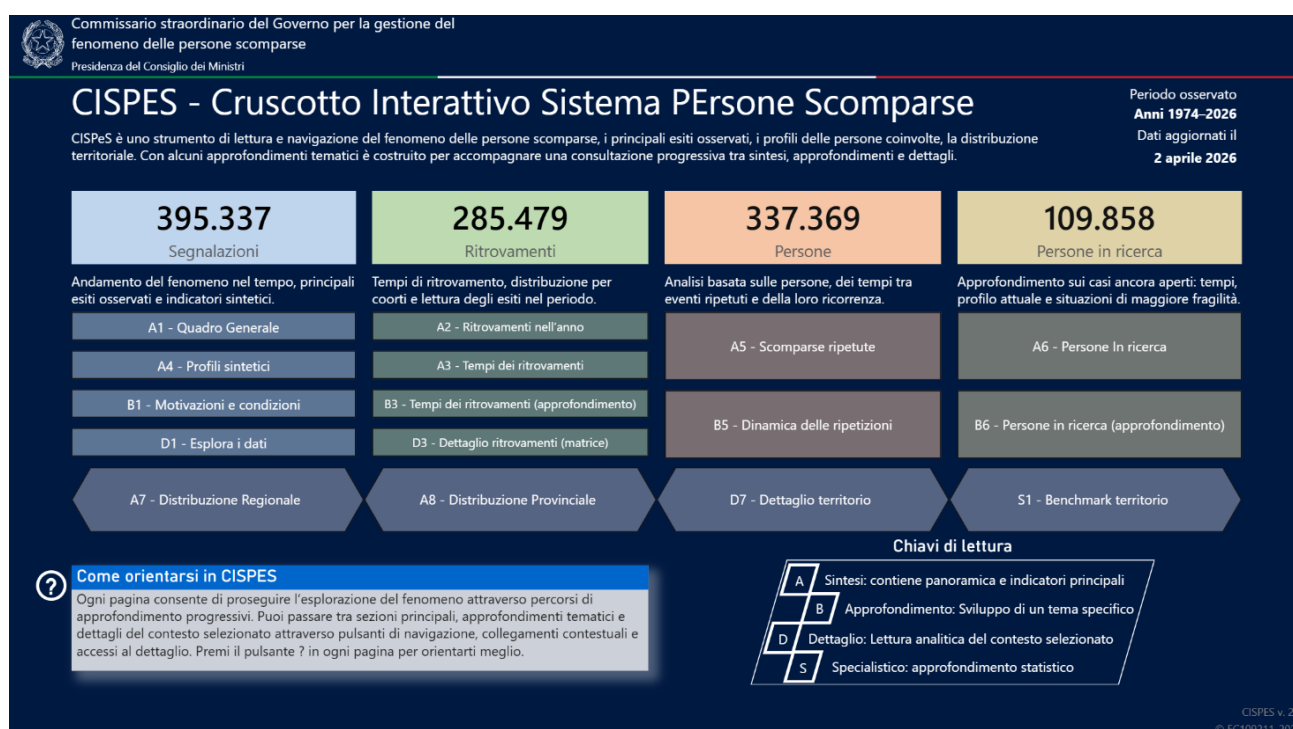 Commissario straordinario del Governo per la gestione del
fenomeno delle persone scomparse
Presidenza del Consiglio dei Ministri
CISPES - Cruscotto Interattivo Sistema PErsone Scomparse
CISPeS è uno strumento di lettura e navigazione del fenomeno delle persone scomparse, i principali esiti osservati, i profili delle persone coinvolte, la distribuzione
territoriale. Con alcuni approfondimenti tematici è costruito per accompagnare una consultazione progressiva tra sintesi, approfondimenti e dettagli.
Periodo osservato
Anni 1974–2026
Dati aggiornati il
2 aprile 2026
395.337
Segnalazioni
285.479
Ritrovamenti
337.369
Persone
109.858
Persone in ricerca
Andamento del fenomeno nel tempo, principali
esiti osservati e indicatori sintetici.
Tempi di ritrovamento, distribuzione per
coorti e lettura degli esiti nel periodo.
Analisi basata sulle persone, dei tempi tra
eventi ripetuti e della loro ricorrenza.
Approfondimento sui casi ancora aperti: tempi,
profilo attuale e situazioni di maggiore fragilità.
A1 - Quadro Generale
A4 - Profili sintetici
B1 - Motivazioni e condizioni
D1 - Esplora i dati
A2 - Ritrovamenti nell'anno
A3 - Tempi dei ritrovamenti
B3 - Tempi dei ritrovamenti (approfondimento)
D3 - Dettaglio ritrovamenti (matrice)
A5 - Scomparse ripetute
B5 - Dinamica delle ripetizioni
A6 - Persone In ricerca
B6 - Persone in ricerca (approfondimento)
A7 - Distribuzione Regionale
A8 - Distribuzione Provinciale
D7 - Dettaglio territorio
S1 - Benchmark territorio
?
Come orientarsi in CISPES
Ogni pagina consente di proseguire l'esplorazione del fenomeno attraverso percorsi di
approfondimento progressivi. Puoi passare tra sezioni principali, approfondimenti tematici e
dettagli del contesto selezionato attraverso pulsanti di navigazione, collegamenti contestuali e
accessi al dettaglio. Premi il pulsante ? in ogni pagina per orientarti meglio.
Chiavi di lettura
A Sintesi: contiene panoramica e indicatori principali
B Approfondimento: Sviluppo di un tema specifico
D Dettaglio: Lettura analitica del contesto selezionato
S Specialistico: approfondimento statistico
CISPES v. 2